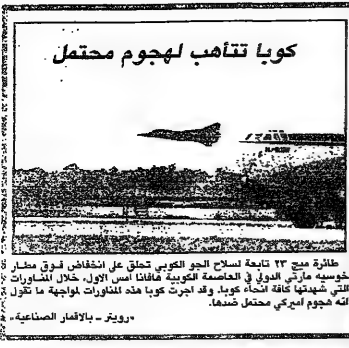 كوبا تتأهب لهجوم محتمل
طائرة ميج ٢٣ تابعة لسلاح الجو الكوبي تحلق على انخفاض فوق مطار
خوسيه مارتي الدولي في العاصمة الكوبية هافانا امس الاول، خلال المناورات
التي شهدتها كافة انحاء كوبا. وقد اجرت كوبا هذه المناورات لمواجهة ما تقول
انه هجوم اميركي محتمل ضدها.
«رويتر ـ بالاقمار الصناعية»